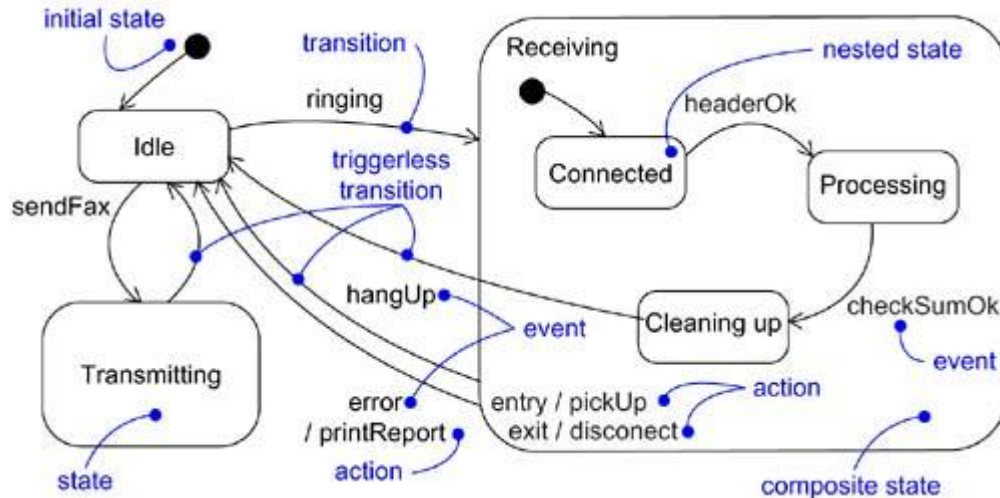 initial state
transition
Receiving
nested state
ringing
headerOk
Idle
triggerless
transition
Connected
Processing
sendFax
hangUp
Cleaning up
checkSumOk
event
event
Transmitting
action
error
entry / pickUp
/ printReport
exit / disconect
state
action
composite state